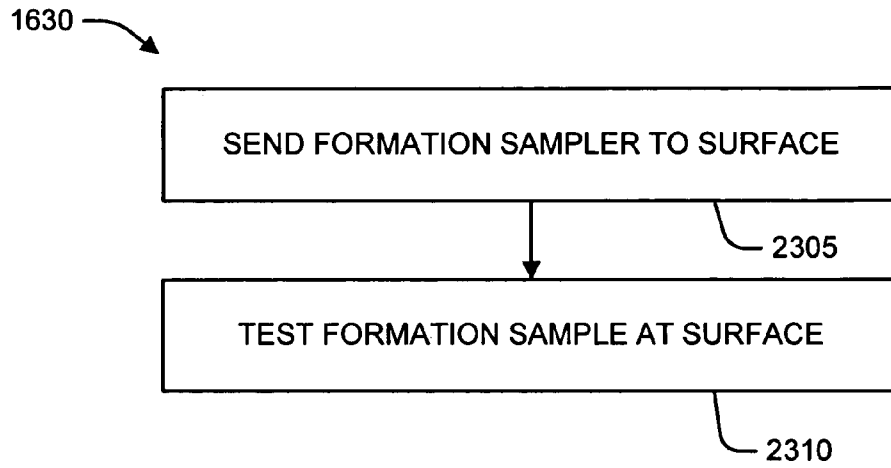 1630
SEND FORMATION SAMPLER TO SURFACE
2305
TEST FORMATION SAMPLE AT SURFACE
2310